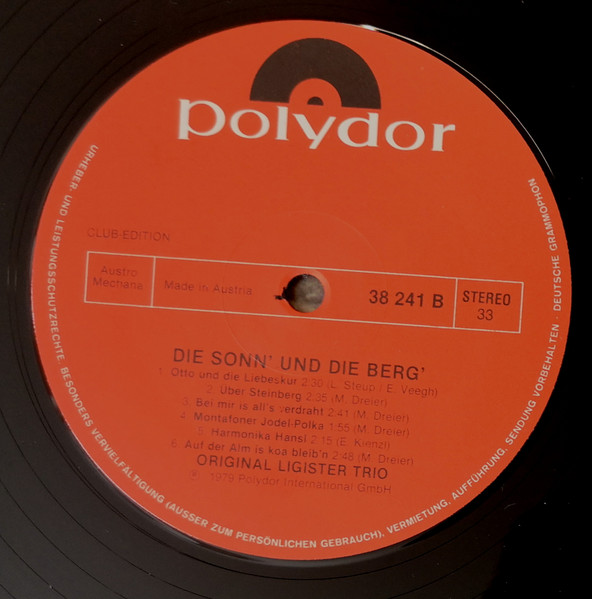 polydor
CLUB-EDITION
Austro
Mechana
Made in Austria
38 241 B
STEREO
33
DIE SONN' UND DIE BERG'
1. Otto und die Liebeskur 2:30 (L. Steup / E. Veegh)
2. Über Steinberg 2:35 (M. Dreier)
3. Bei mir is all's verdraht 2:41 (M. Dreier)
4. Montafoner Jodel-Polka 1:55 (M. Dreier)
5. Harmonika Hansl 2:15 (E. Kienzl)
6. Auf der Alm is koa bleib'n 2:48 (M. Dreier)
ORIGINAL LIGISTER TRIO
℗ 1979 Polydor International GmbH
URHEBER- UND LEISTUNGSSCHUTZRECHTE, BESONDERS VERVIELFÄLTIGUNG (AUSSER ZUM PERSÖNLICHEN GEBRAUCH), VERMIETUNG, AUFFÜHRUNG, SENDUNG VORBEHALTEN · DEUTSCHE GRAMMOPHON